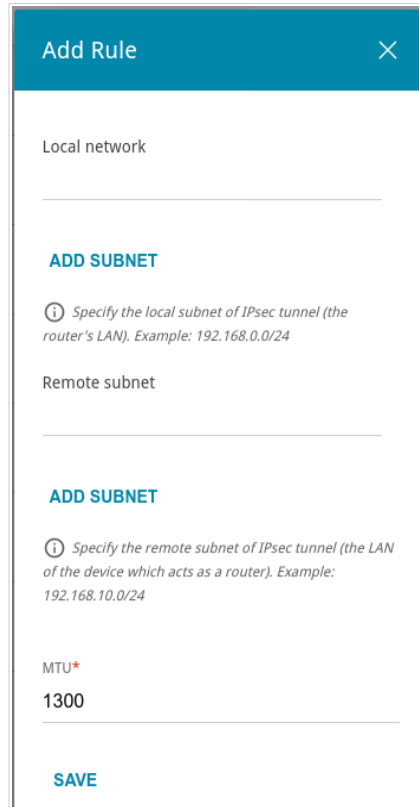 Add Rule
Local network
ADD SUBNET
Specify the local subnet of IPsec tunnel (the
router's LAN). Example: 192.168.0.0/24
Remote subnet
ADD SUBNET
Specify the remote subnet of IPsec tunnel (the LAN
of the device which acts as a router). Example:
192.168.10.0/24
MTU*
1300
SAVE